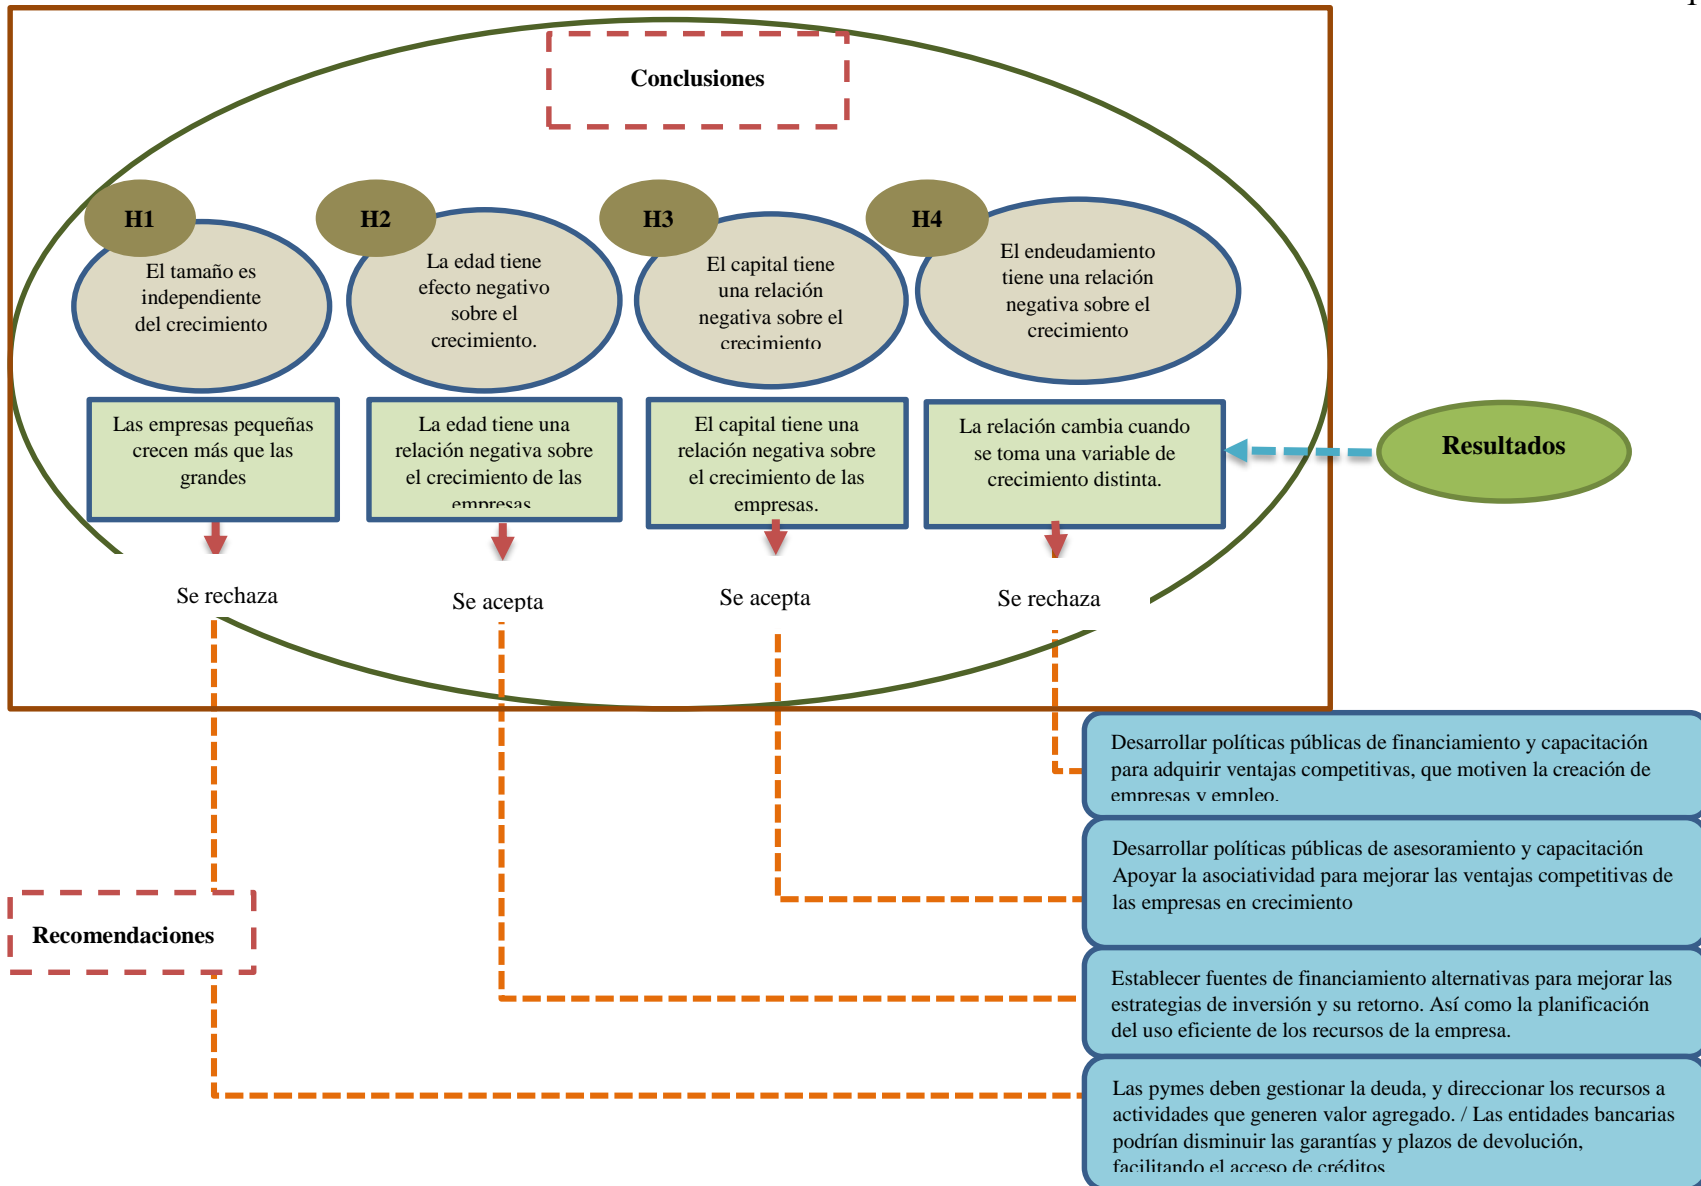 Conclusiones
H1
El tamaño es
independiente
del crecimiento
H2
La edad tiene
efecto negativo
sobre el
crecimiento.
H3
El capital tiene
una relación
negativa sobre el
crecimiento
H4
El endeudamiento
tiene una relación
negativa sobre el
crecimiento
Las empresas pequeñas
crecen más que las
grandes
La edad tiene una
relación negativa sobre
el crecimiento de las
empresas
El capital tiene una
relación negativa sobre
el crecimiento de las
empresas.
La relación cambia cuando
se toma una variable de
crecimiento distinta.
Resultados
Se rechaza
Se acepta
Se acepta
Se rechaza
Desarrollar políticas públicas de financiamiento y capacitación
para adquirir ventajas competitivas, que motiven la creación de
empresas y empleo.
Desarrollar políticas públicas de asesoramiento y capacitación
Apoyar la asociatividad para mejorar las ventajas competitivas de
las empresas en crecimiento
Recomendaciones
Establecer fuentes de financiamiento alternativas para mejorar las
estrategias de inversión y su retorno. Así como la planificación
del uso eficiente de los recursos de la empresa.
Las pymes deben gestionar la deuda, y direccionar los recursos a
actividades que generen valor agregado. / Las entidades bancarias
podrían disminuir las garantías y plazos de devolución,
facilitando el acceso de créditos